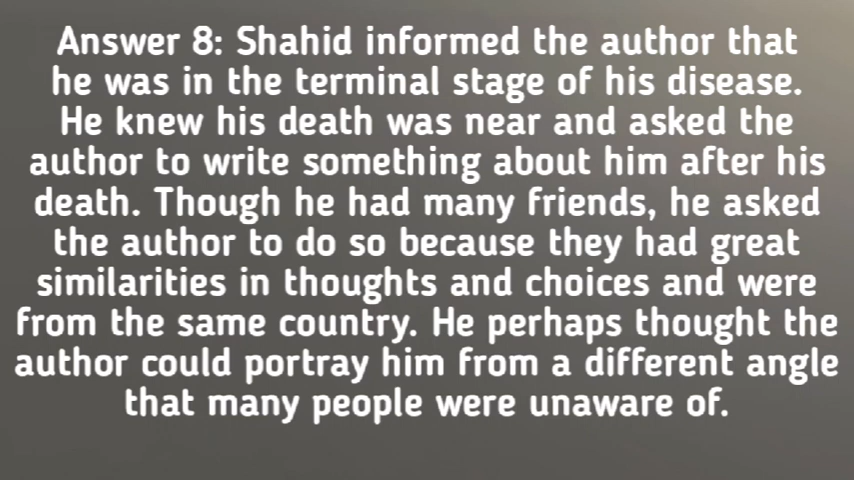 Answer 8: Shahid informed the author that
he was in the terminal stage of his disease.
He knew his death was near and asked the
author to write something about him after his
death. Though he had many friends, he asked
the author to do so because they had great
similarities in thoughts and choices and were
from the same country. He perhaps thought the
author could portray him from a different angle
that many people were unaware of.